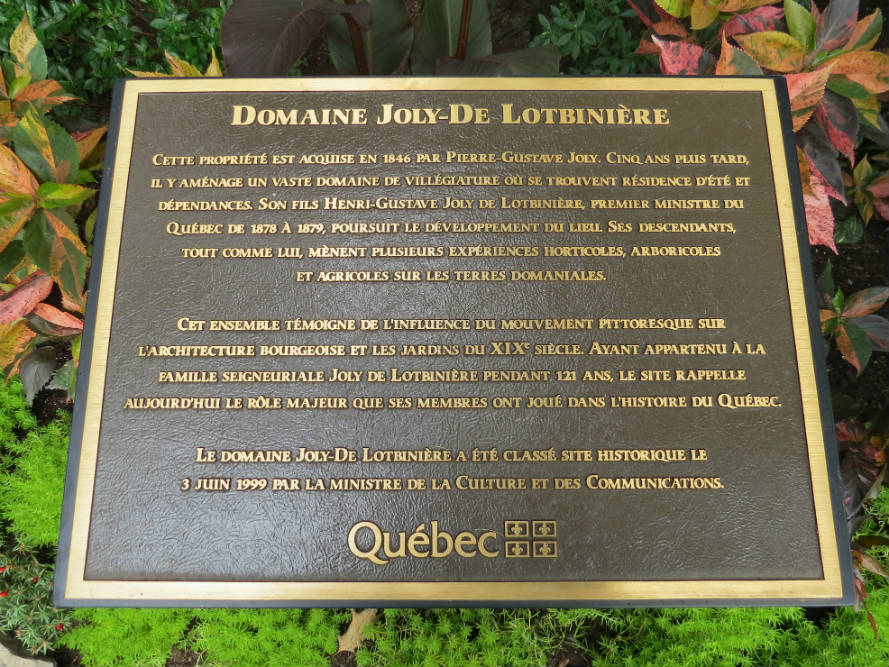 Domaine Joly-De Lotbinière
Cette propriété est acquise en 1846 par Pierre-Gustave Joly. Cinq ans plus tard,
il y aménage un vaste domaine de villégiature où se trouvent résidence d'été et
dépendances. Son fils Henri-Gustave Joly de Lotbinière, premier ministre du
Québec de 1878 à 1879, poursuit le développement du lieu. Ses descendants,
tout comme lui, mènent plusieurs expériences horticoles, arboricoles
et agricoles sur les terres domaniales.
Cet ensemble témoigne de l'influence du mouvement pittoresque sur
l'architecture bourgeoise et les jardins du XIXe siècle. Ayant appartenu à la
famille seigneuriale Joly de Lotbinière pendant 121 ans, le site rappelle
aujourd'hui le rôle majeur que ses membres ont joué dans l'histoire du Québec.
Le domaine Joly-De Lotbinière a été classé site historique le
3 juin 1999 par la ministre de la Culture et des Communications.
Québec